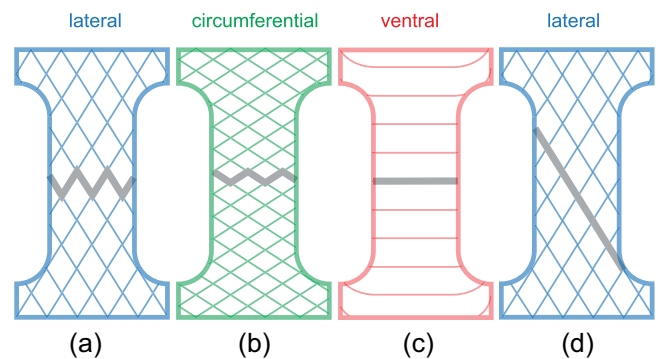 lateral circumferential ventral lateral
(a) (b) (c) (d)